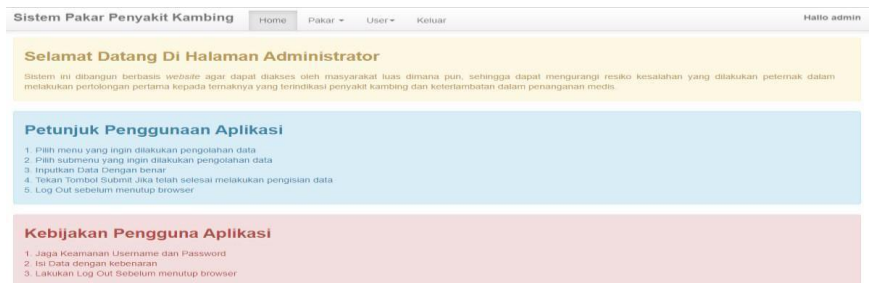 Sistem Pakar Penyakit Kambing Home Pakar User Keluar Hallo admin
Selamat Datang Di Halaman Administrator
Sistem ini dibangun berbasis website agar dapat diakses oleh masyarakat luas dimana pun, sehingga dapat mengurangi resiko kesalahan yang dilakukan peternak dalam
melakukan pertolongan pertama kepada ternaknya yang terindikasi penyakit kambing dan keterlambatan dalam penanganan medis.
Petunjuk Penggunaan Aplikasi
1. Pilih menu yang ingin dilakukan pengolahan data
2. Pilih submenu yang ingin dilakukan pengolahan data
3. Inputkan Data Dengan benar
4. Tekan Tombol Submit Jika telah selesai melakukan pengisian data
5. Log Out sebelum menutup browser
Kebijakan Pengguna Aplikasi
1. Jaga Keamanan Username dan Password
2. Isi Data dengan kebenaran
3. Lakukan Log Out Sebelum menutup browser